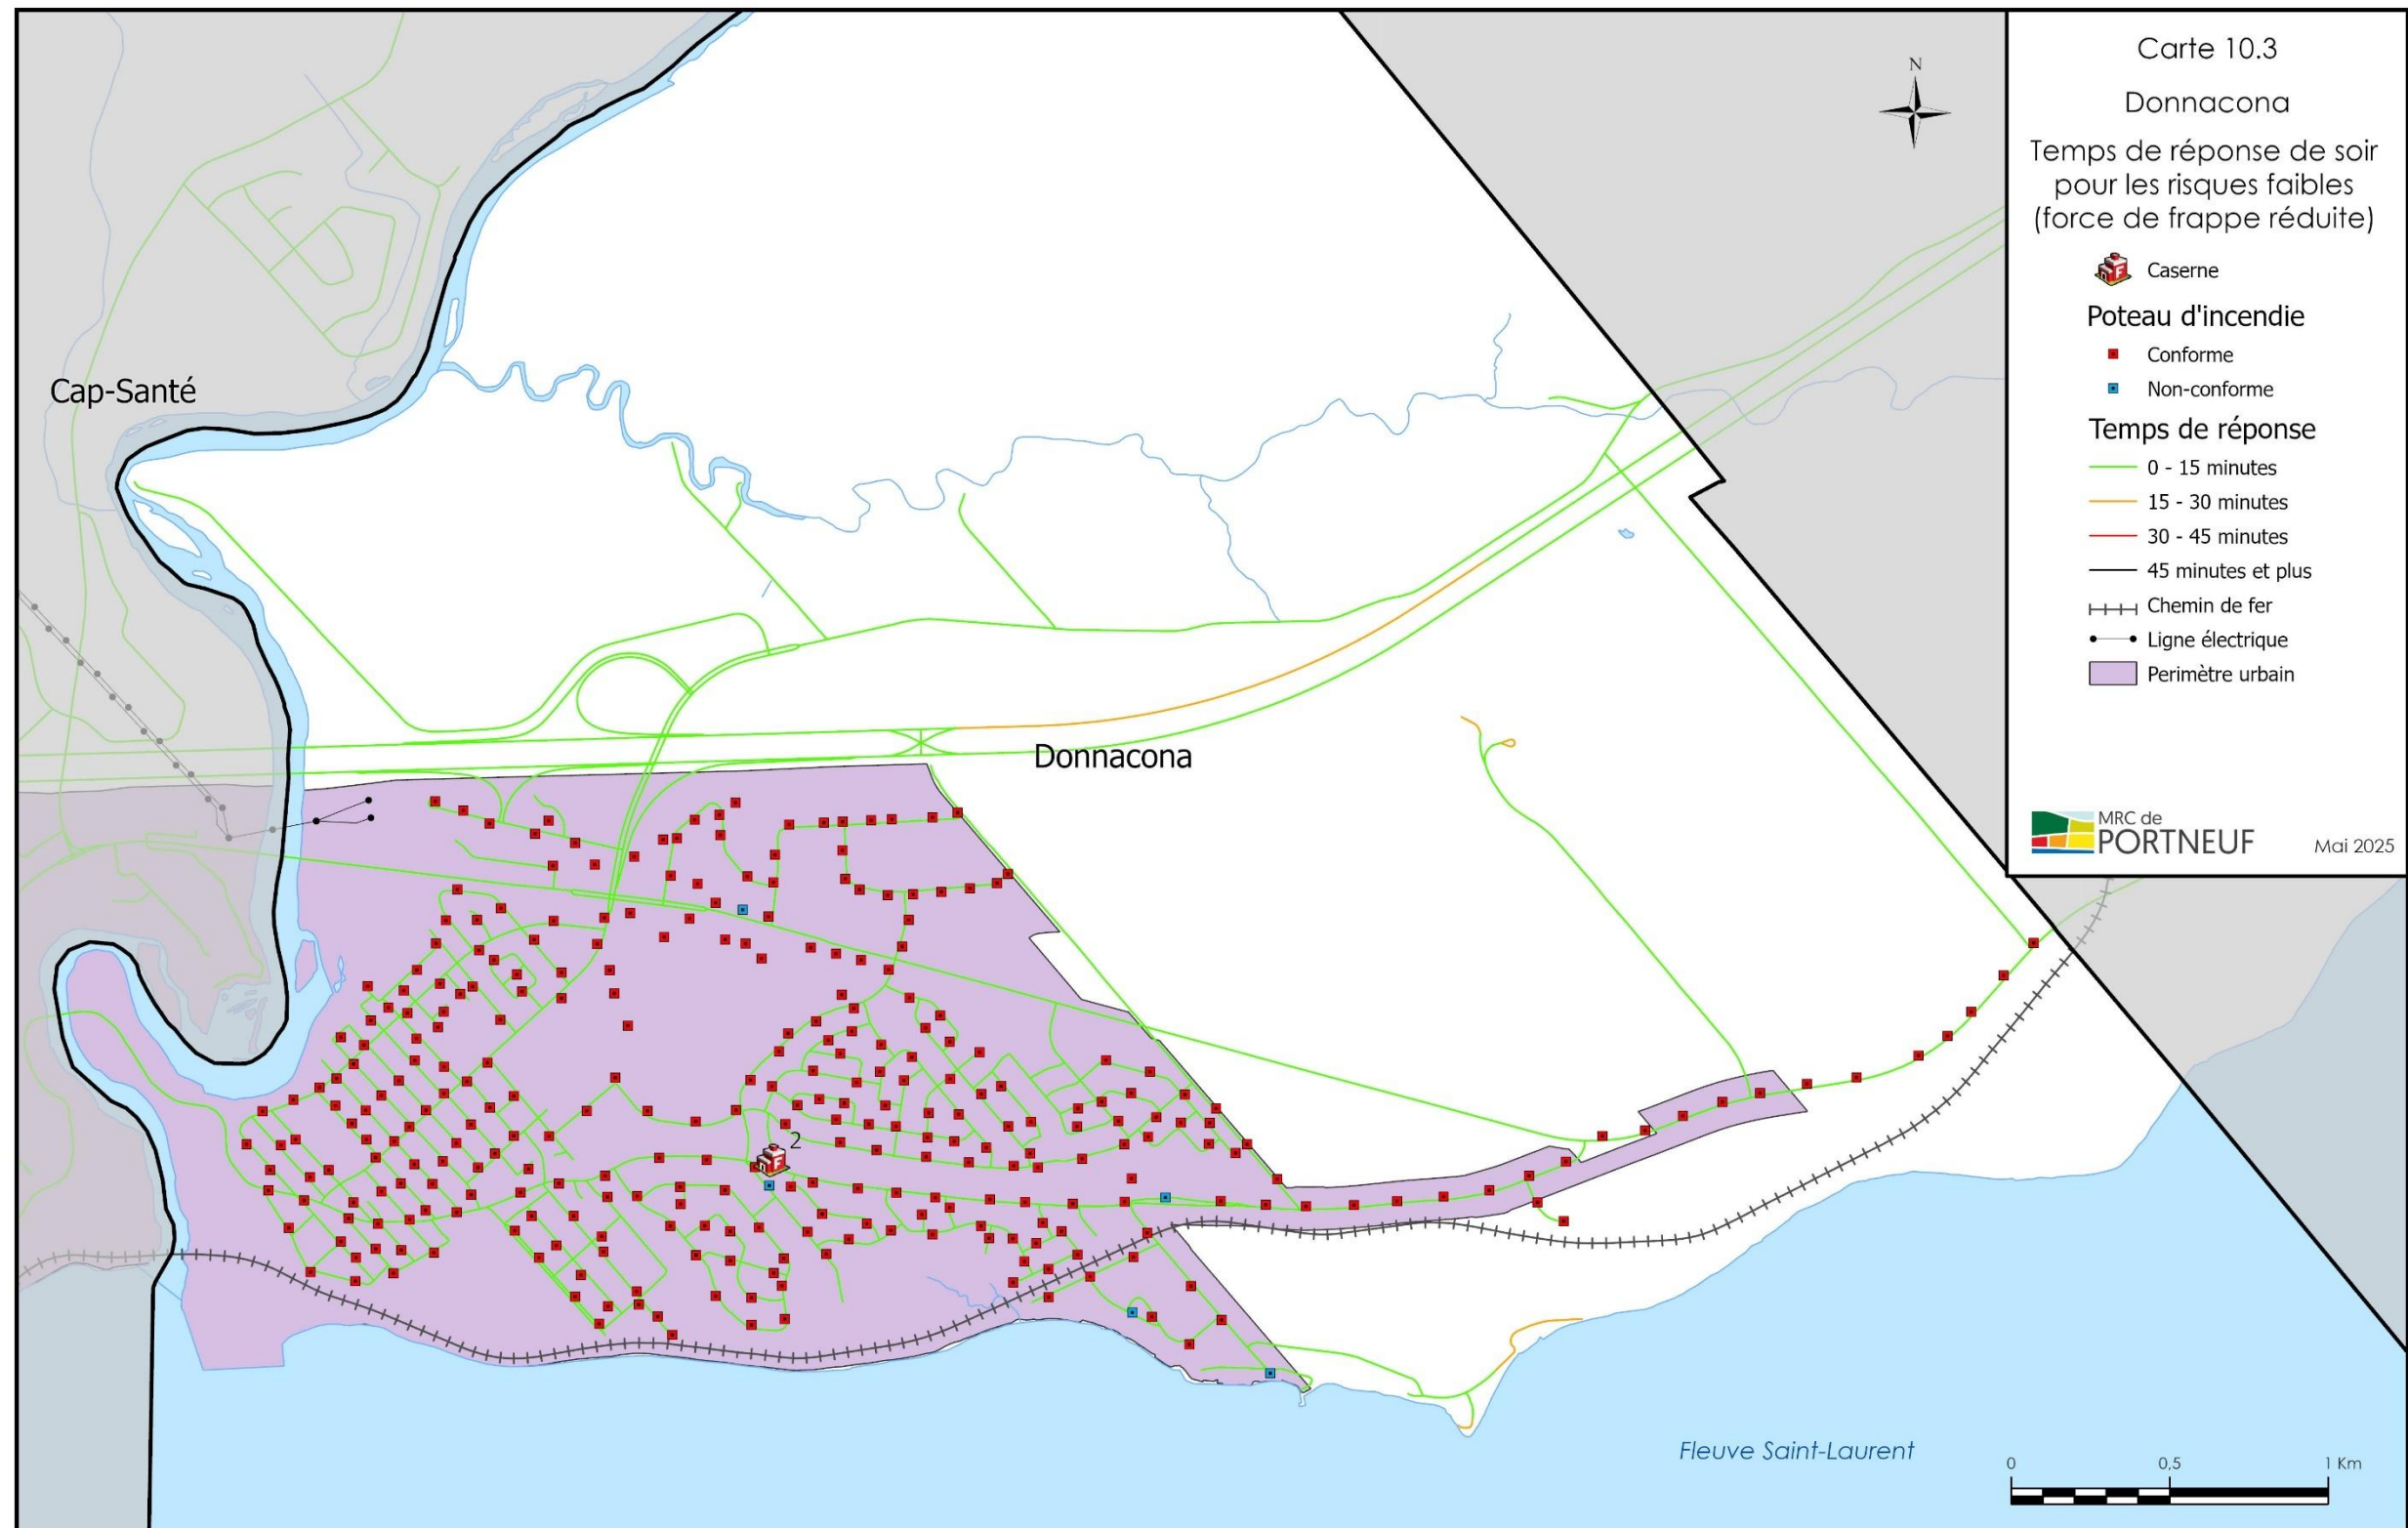 Carte 10.3
Donnacona
Temps de réponse de soir
pour les risques faibles
(force de frappe réduite)
Caserne
Poteau d'incendie
Conforme
Non-conforme
Temps de réponse
0 - 15 minutes
15 - 30 minutes
30 - 45 minutes
45 minutes et plus
Chemin de fer
Ligne électrique
Perimètre urbain
MRC de
PORTNEUF
Mai 2025
N
Cap-Santé
Donnacona
2
Fleuve Saint-Laurent
0 0,5 1 Km